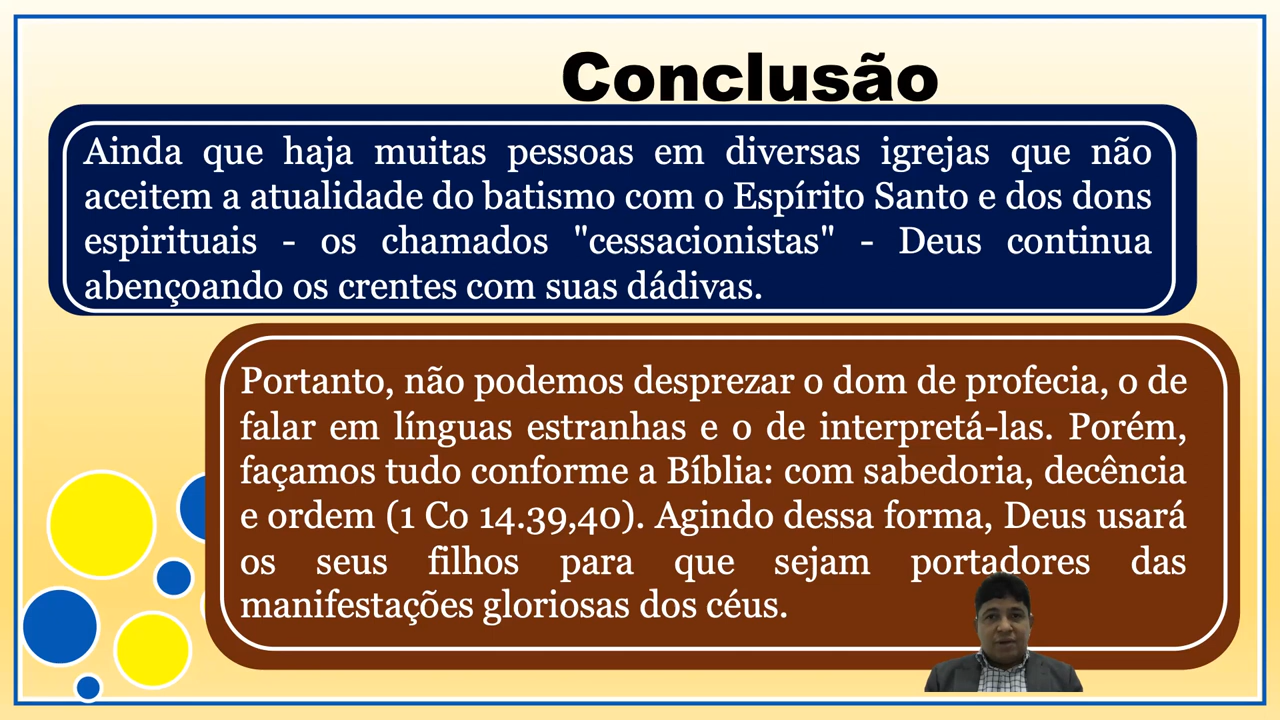 Conclusão
Ainda que haja muitas pessoas em diversas igrejas que não
aceitem a atualidade do batismo com o Espírito Santo e dos dons
espirituais - os chamados "cessacionistas" - Deus continua
abençoando os crentes com suas dádivas.
Portanto, não podemos desprezar o dom de profecia, o de
falar em línguas estranhas e o de interpretá-las. Porém,
façamos tudo conforme a Bíblia: com sabedoria, decência
e ordem (1 Co 14.39,40). Agindo dessa forma, Deus usará
os seus filhos para que sejam portadores das
manifestações gloriosas dos céus.